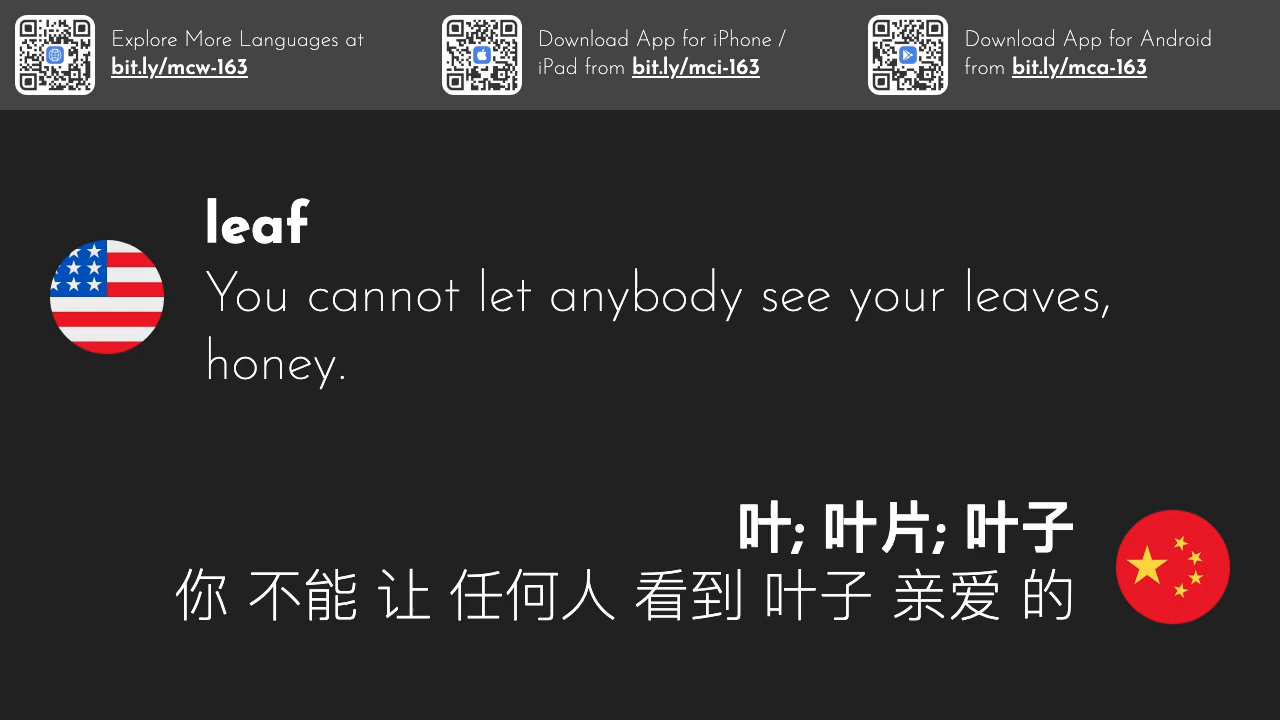 Explore More Languages at
bit.ly/mcw-163
Download App for iPhone /
iPad from bit.ly/mci-163
Download App for Android
from bit.ly/mca-163
leaf
You cannot let anybody see your leaves,
honey.
叶; 叶片; 叶子
你 不能 让 任何人 看到 叶子 亲爱 的